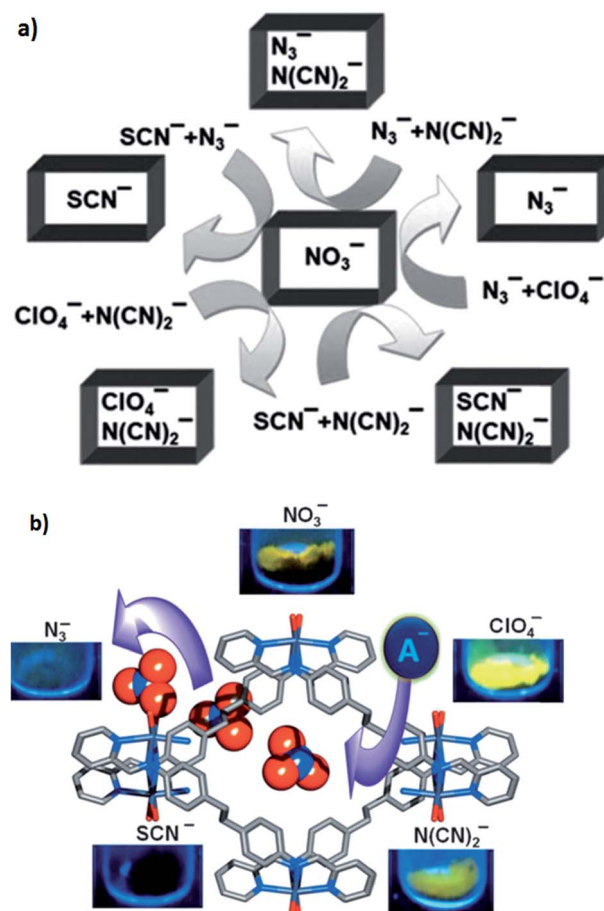 a)
N₃⁻
N(CN)₂⁻
SCN⁻+N₃⁻
N₃⁻+N(CN)₂⁻
SCN⁻
NO₃⁻
N₃⁻
ClO₄⁻+N(CN)₂⁻
N₃⁻+ClO₄⁻
ClO₄⁻
N(CN)₂⁻
SCN⁻+N(CN)₂⁻
SCN⁻
N(CN)₂⁻
b)
NO₃⁻
N₃⁻
A⁻
ClO₄⁻
SCN⁻
N(CN)₂⁻